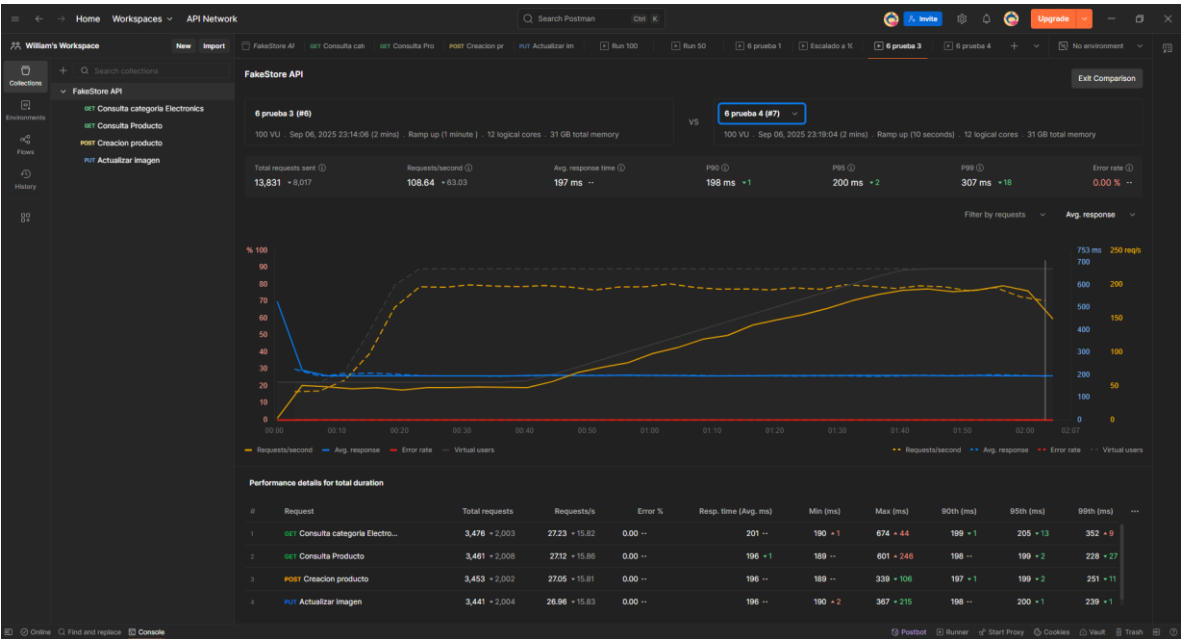 Home Workspaces API Network Search Postman Ctrl K Invite Upgrade
William's Workspace New Import FakeStore AP GET Consulta cat GET Consulta Pro POST Creacion pr PUT Actualizar im Run 100 Run 50 6 prueba 1 Escalado a 1 6 prueba 3 6 prueba 4 No environment
Collections
Environments
Flows
History
Search collections
FakeStore API
GET Consulta categoria Electronics
GET Consulta Producto
POST Creacion producto
PUT Actualizar imagen
FakeStore API Exit Comparison
6 prueba 3 (#6)
100 VU . Sep 06, 2025 23:14:06 (2 mins) . Ramp up (1 minute) . 12 logical cores . 31 GB total memory
VS
6 prueba 4 (#7)
100 VU . Sep 06, 2025 23:19:04 (2 mins) . Ramp up (10 seconds) . 12 logical cores . 31 GB total memory
Total requests sent Requests/second Avg. response time P90 P95 P99 Error rate
13,831 ▾8,017 108.64 ▾63.03 197 ms -- 198 ms ▾1 200 ms ▾2 307 ms ▾18 0.00 % --
Filter by requests Avg. response
% 100 753 ms 250 req/s
90 700
80 600 200
70
60 500 150
50 400
40 300 100
30 200
20 50
10 100
0 0 0
00:00 00:10 00:20 00:30 00:40 00:50 01:00 01:10 01:20 01:30 01:40 01:50 02:00 02:07
Requests/second Avg. response Error rate Virtual users Requests/second Avg. response Error rate Virtual users
Performance details for total duration
# Request Total requests Requests/s Error % Resp. time (Avg. ms) Min (ms) Max (ms) 90th (ms) 95th (ms) 99th (ms) ...
1 GET Consulta categoria Electro... 3,476 ▾2,003 27.23 ▾15.82 0.00 -- 201 -- 190 ▴1 674 ▴44 199 ▾1 205 ▾13 352 ▴9
2 GET Consulta Producto 3,461 ▾2,008 27.12 ▾15.86 0.00 -- 196 ▾1 189 -- 601 ▴246 198 -- 199 ▾2 228 ▾27
3 POST Creacion producto 3,453 ▾2,002 27.05 ▾15.81 0.00 -- 196 -- 189 -- 339 ▾106 197 ▾1 199 ▾2 251 ▾11
4 PUT Actualizar imagen 3,441 ▾2,004 26.96 ▾15.83 0.00 -- 196 -- 190 ▴2 367 ▾215 198 -- 200 ▾1 239 ▾1
Online Find and replace Console Postbot Runner Start Proxy Cookies Vault Trash